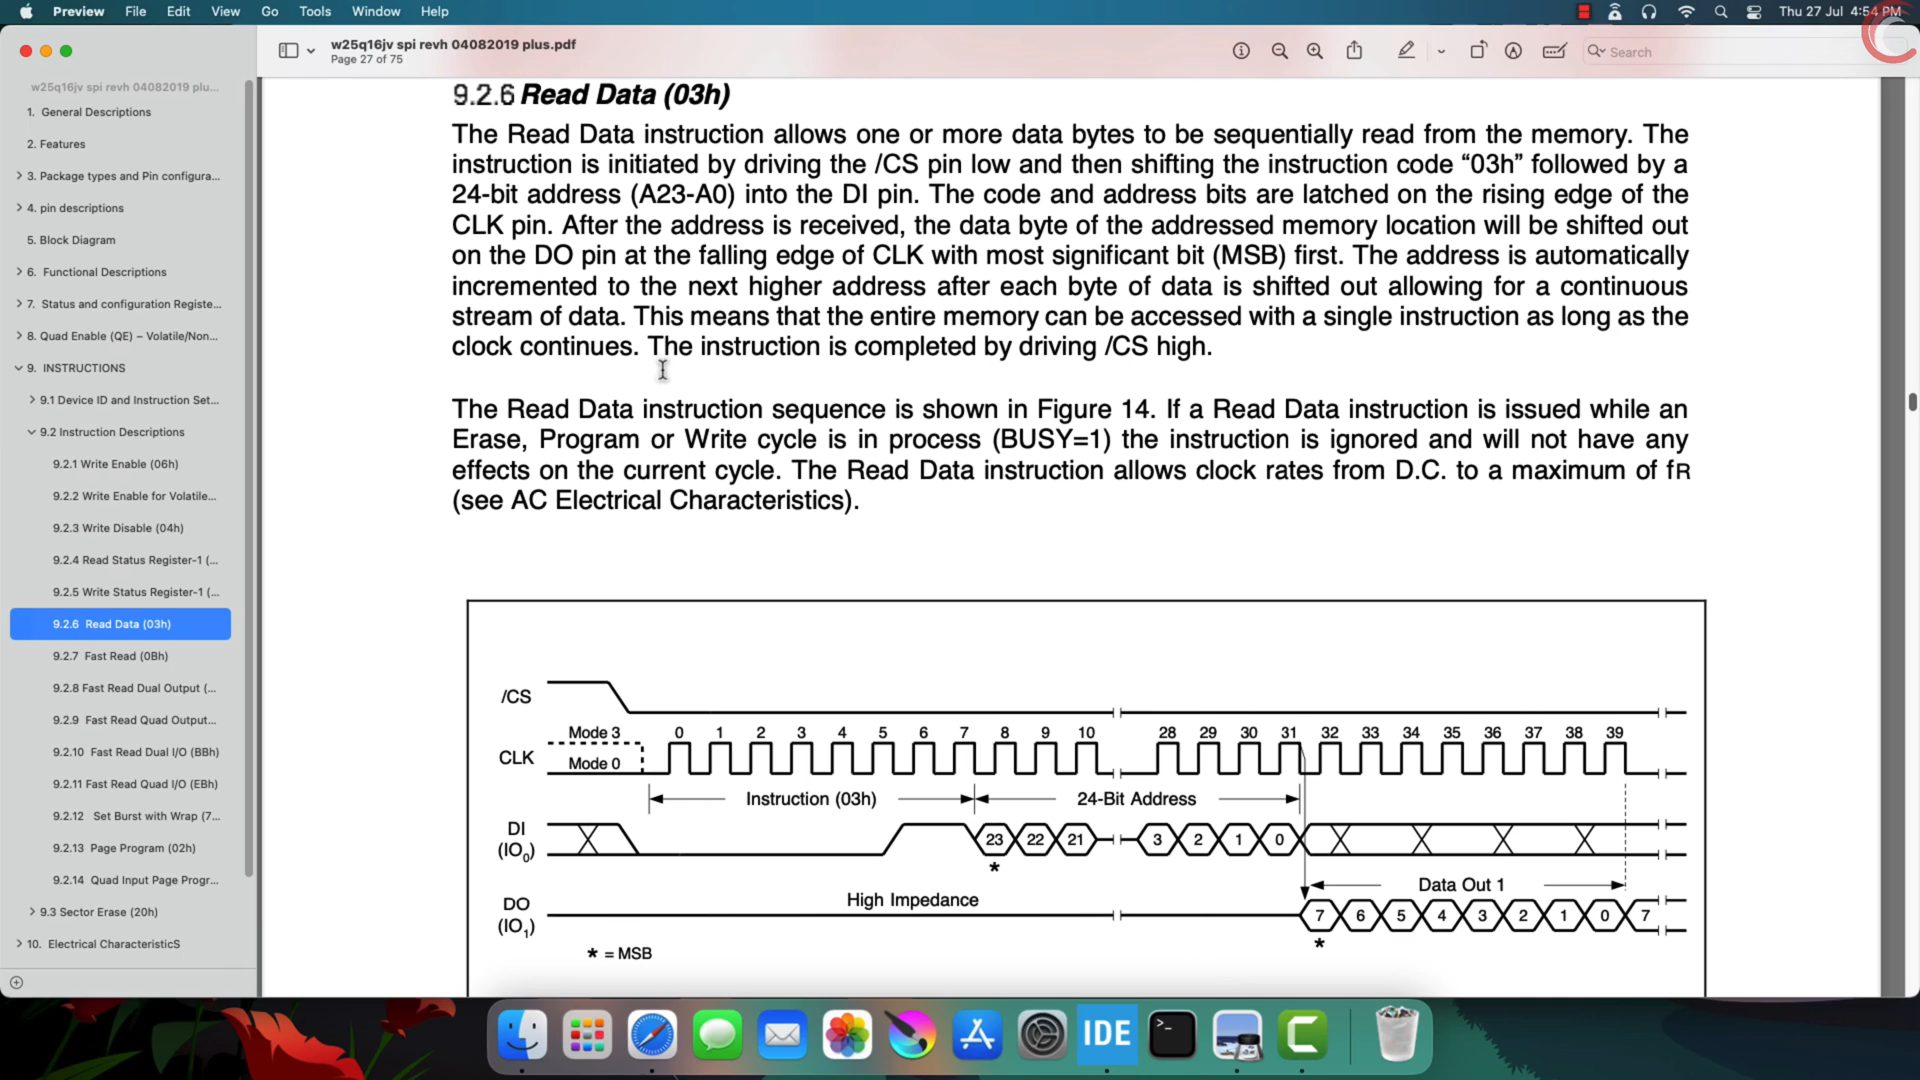 Preview File Edit View Go Tools Window Help
Thu 27 Jul 4:54 PM
w25q16jv spi revh 04082019 plus.pdf
Page 27 of 75
Search
w25q16jv spi revh 04082019 plu...
1. General Descriptions
2. Features
3. Package types and Pin configura...
4. pin descriptions
5. Block Diagram
6. Functional Descriptions
7. Status and configuration Registe...
8. Quad Enable (QE) – Volatile/Non...
9. INSTRUCTIONS
9.1 Device ID and Instruction Set...
9.2 Instruction Descriptions
9.2.1 Write Enable (06h)
9.2.2 Write Enable for Volatile...
9.2.3 Write Disable (04h)
9.2.4 Read Status Register-1 (...
9.2.5 Write Status Register-1 (...
9.2.6 Read Data (03h)
9.2.7 Fast Read (0Bh)
9.2.8 Fast Read Dual Output (...
9.2.9 Fast Read Quad Output...
9.2.10 Fast Read Dual I/O (BBh)
9.2.11 Fast Read Quad I/O (EBh)
9.2.12 Set Burst with Wrap (7...
9.2.13 Page Program (02h)
9.2.14 Quad Input Page Progr...
9.3 Sector Erase (20h)
10. Electrical CharacteristicS
9.2.6 Read Data (03h)
The Read Data instruction allows one or more data bytes to be sequentially read from the memory. The
instruction is initiated by driving the /CS pin low and then shifting the instruction code “03h” followed by a
24-bit address (A23-A0) into the DI pin. The code and address bits are latched on the rising edge of the
CLK pin. After the address is received, the data byte of the addressed memory location will be shifted out
on the DO pin at the falling edge of CLK with most significant bit (MSB) first. The address is automatically
incremented to the next higher address after each byte of data is shifted out allowing for a continuous
stream of data. This means that the entire memory can be accessed with a single instruction as long as the
clock continues. The instruction is completed by driving /CS high.
The Read Data instruction sequence is shown in Figure 14. If a Read Data instruction is issued while an
Erase, Program or Write cycle is in process (BUSY=1) the instruction is ignored and will not have any
effects on the current cycle. The Read Data instruction allows clock rates from D.C. to a maximum of fR
(see AC Electrical Characteristics).
/CS
Mode 3 0 1 2 3 4 5 6 7 8 9 10 28 29 30 31 32 33 34 35 36 37 38 39
CLK
Mode 0
Instruction (03h) 24-Bit Address
DI
(IO0) 23 22 21 3 2 1 0
*
Data Out 1
High Impedance
DO
(IO1) 7 6 5 4 3 2 1 0 7
*
* = MSB
IDE